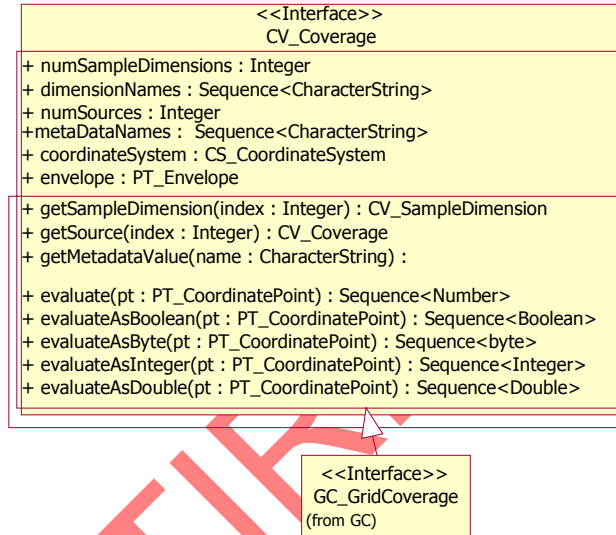 <<Interface>>
CV_Coverage
+ numSampleDimensions : Integer
+ dimensionNames : Sequence<CharacterString>
+ numSources : Integer
+metaDataNames :  Sequence<CharacterString>
+ coordinateSystem : CS_CoordinateSystem
+ envelope : PT_Envelope
+ getSampleDimension(index : Integer) : CV_SampleDimension
+ getSource(index : Integer) : CV_Coverage
+ getMetadataValue(name : CharacterString) :
+ evaluate(pt : PT_CoordinatePoint) : Sequence<Number>
+ evaluateAsBoolean(pt : PT_CoordinatePoint) : Sequence<Boolean>
+ evaluateAsByte(pt : PT_CoordinatePoint) : Sequence<byte>
+ evaluateAsInteger(pt : PT_CoordinatePoint) : Sequence<Integer>
+ evaluateAsDouble(pt : PT_CoordinatePoint) : Sequence<Double>
<<Interface>>
GC_GridCoverage
(from GC)